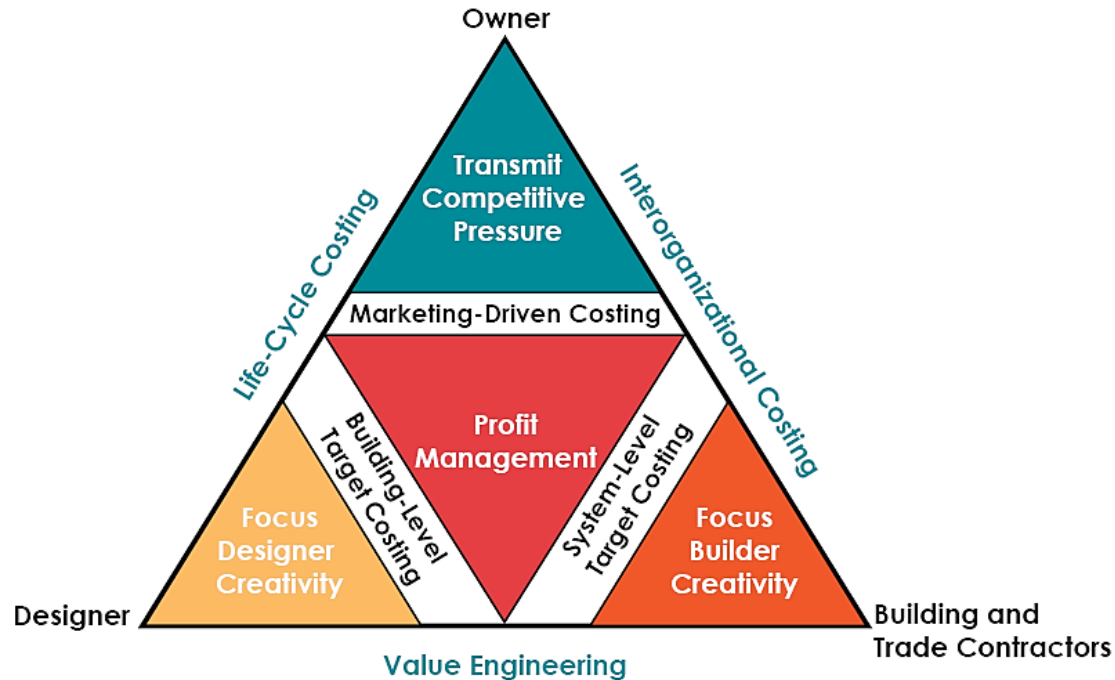 Owner
Transmit
Competitive
Pressure
Life-Cycle Costing
Interorganizational Costing
Marketing-Driven Costing
Profit
Management
Building-Level
Target Costing
System-Level
Target Costing
Focus
Designer
Creativity
Focus
Builder
Creativity
Designer
Building and
Trade Contractors
Value Engineering